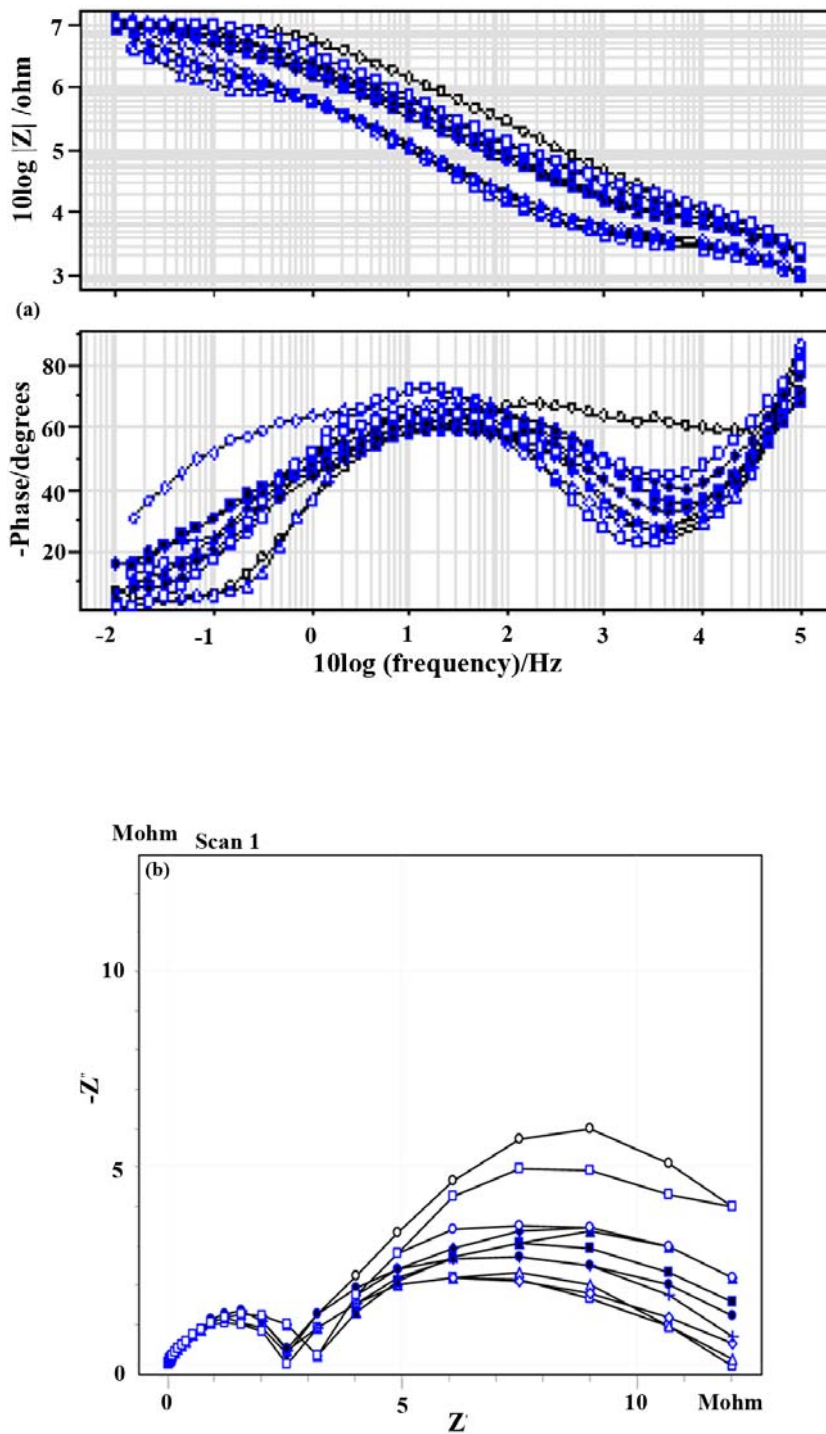 7
6
5
4
3
10log |Z| /ohm
(a)
80
60
40
20
-Phase/degrees
-2 -1 0 1 2 3 4 5
10log (frequency)/Hz
Mohm Scan 1
(b)
10
5
0
-Z"
0 5 10 Mohm
Z'